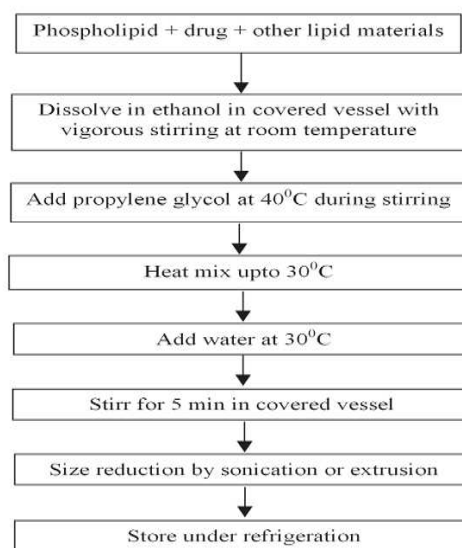 Phospholipid + drug + other lipid materials
Dissolve in ethanol in covered vessel with
vigorous stirring at room temperature
Add propylene glycol at 40⁰C during stirring
Heat mix upto 30⁰C
Add water at 30⁰C
Stirr for 5 min in covered vessel
Size reduction by sonication or extrusion
Store under refrigeration